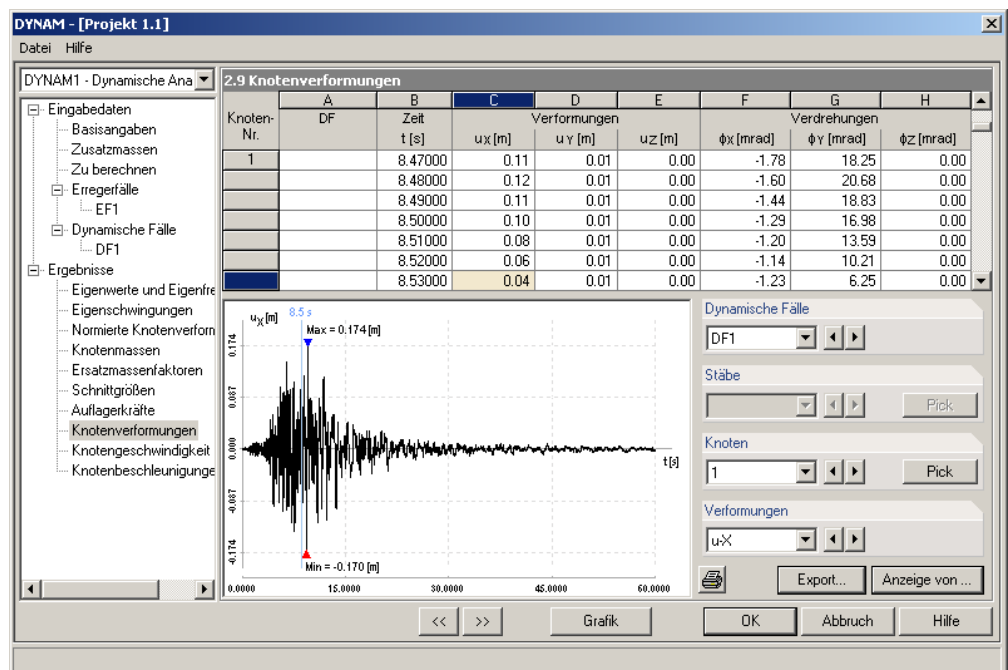 DYNAM - [Projekt 1.1]
Datei Hilfe
DYNAM1 - Dynamische Ana
Eingabedaten
Basisangaben
Zusatzmassen
Zu berechnen
Erregerfälle
EF1
Dynamische Fälle
DF1
Ergebnisse
Eigenwerte und Eigenfre
Eigenschwingungen
Normierte Knotenverforn
Knotenmassen
Ersatzmassenfaktoren
Schnittgrößen
Auflagerkräfte
Knotenverformungen
Knotengeschwindigkeit
Knotenbeschleunigunge
2.9 Knotenverformungen
A B C D E F G H
Knoten-Nr. DF Zeit Verformungen Verdrehungen
t [s] uX [m] uY [m] uZ [m] ϕX [mrad] ϕY [mrad] ϕZ [mrad]
1 8.47000 0.11 0.01 0.00 -1.78 18.25 0.00
8.48000 0.12 0.01 0.00 -1.60 20.68 0.00
8.49000 0.11 0.01 0.00 -1.44 18.83 0.00
8.50000 0.10 0.01 0.00 -1.29 16.98 0.00
8.51000 0.08 0.01 0.00 -1.20 13.59 0.00
8.52000 0.06 0.01 0.00 -1.14 10.21 0.00
8.53000 0.04 0.01 0.00 -1.23 6.25 0.00
uX [m]
8.5 s
Max = 0.174 [m]
0.174
0.087
0.000
-0.087
-0.174
t [s]
Min = -0.170 [m]
0.0000 15.0000 30.0000 45.0000 60.0000
Dynamische Fälle
DF1
Stäbe
Pick
Knoten
1
Pick
Verformungen
u-X
Export... Anzeige von ...
<< >> Grafik OK Abbruch Hilfe